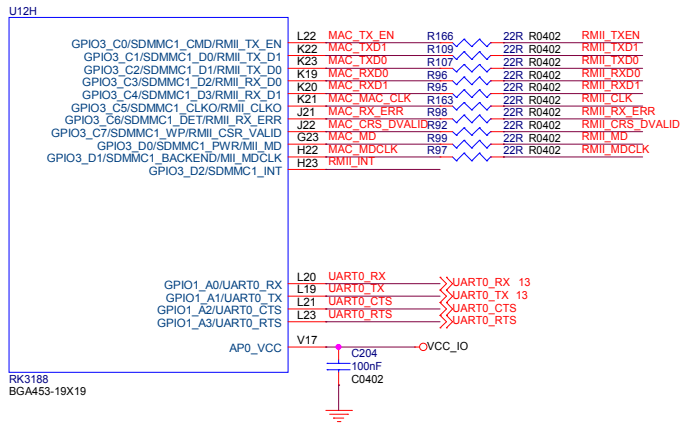 U12H
GPIO3_C0/SDMMC1_CMD/RMII_TX_EN L22 MAC_TX_EN R166 22R R0402 RMII_TXEN
GPIO3_C1/SDMMC1_D0/RMII_TX_D1 K22 MAC_TXD1 R109 22R R0402 RMII_TXD1
GPIO3_C2/SDMMC1_D1/RMII_TX_D0 K23 MAC_TXD0 R107 22R R0402 RMII_TXD0
GPIO3_C3/SDMMC1_D2/RMII_RX_D0 K19 MAC_RXD0 R96 22R R0402 RMII_RXD0
GPIO3_C4/SDMMC1_D3/RMII_RX_D1 K20 MAC_RXD1 R95 22R R0402 RMII_RXD1
GPIO3_C5/SDMMC1_CLKO/RMII_CLKO K21 MAC_MAC_CLK R163 22R R0402 RMII_CLK
GPIO3_C6/SDMMC1_DET/RMII_RX_ERR J21 MAC_RX_ERR R98 22R R0402 RMII_RX_ERR
GPIO3_C7/SDMMC1_WP/RMII_CSR_VALID J22 MAC_CRS_DVALID R92 22R R0402 RMII_CRS_DVALID
GPIO3_D0/SDMMC1_PWR/MII_MD G23 MAC_MD R99 22R R0402 RMII_MD
GPIO3_D1/SDMMC1_BACKEND/MII_MDCLK H22 MAC_MDCLK R97 22R R0402 RMII_MDCLK
GPIO3_D2/SDMMC1_INT H23 RMII_INT
GPIO1_A0/UART0_RX L20 UART0_RX UART0_RX 13
GPIO1_A1/UART0_TX L19 UART0_TX UART0_TX 13
GPIO1_A2/UART0_CTS L21 UART0_CTS UART0_CTS
GPIO1_A3/UART0_RTS L23 UART0_RTS UART0_RTS
AP0_VCC V17 VCC_IO
C204
100nF
C0402
RK3188
BGA453-19X19